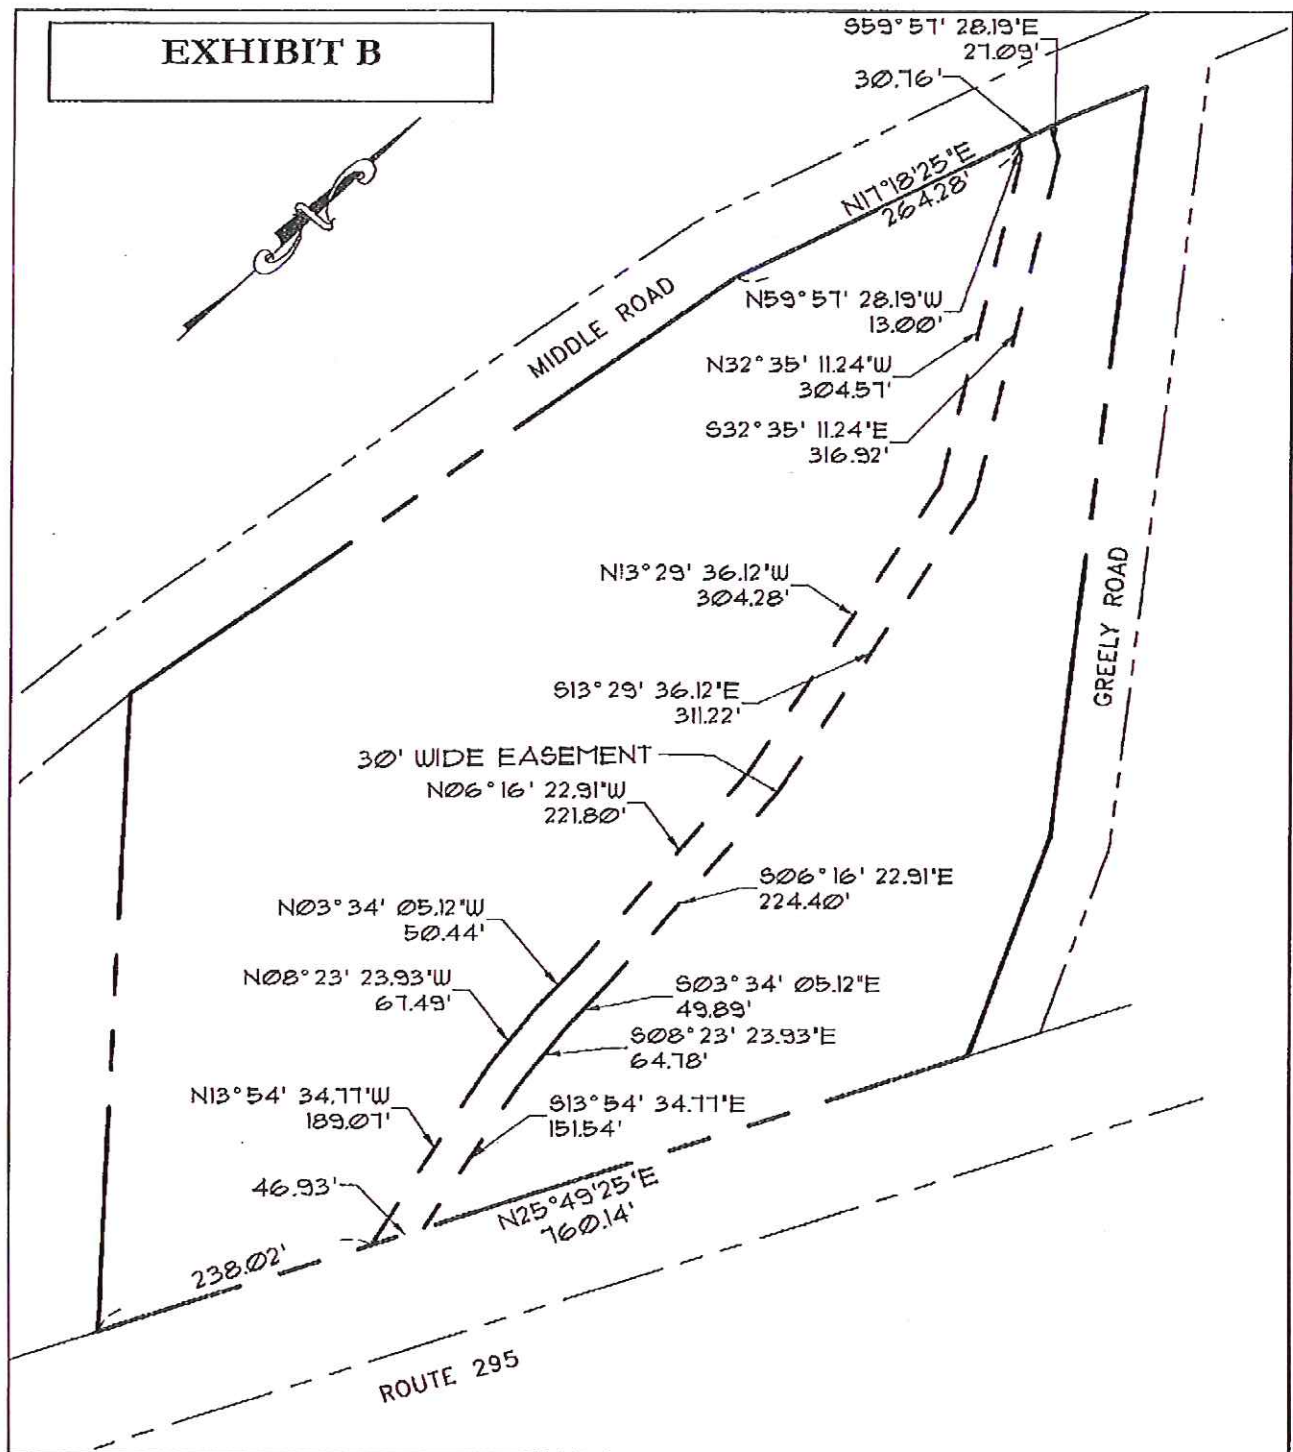 EXHIBIT B
S59°57' 28.19"E
27.09'
30.76'
N17°18'25"E
264.28'
N
MIDDLE ROAD
N59°57' 28.19"W
13.00'
N32°35' 11.24"W
304.57'
S32°35' 11.24"E
316.92'
N13°29' 36.12"W
304.28'
GREELY ROAD
S13°29' 36.12"E
311.22'
30' WIDE EASEMENT
N06°16' 22.91"W
221.80'
S06°16' 22.91"E
224.40'
N03°34' 05.12"W
50.44'
N08°23' 23.93"W
67.49'
S03°34' 05.12"E
49.89'
S08°23' 23.93"E
64.78'
N13°54' 34.77"W
189.07'
S13°54' 34.77"E
151.54'
46.93'
N25°49'25"E
760.14'
238.02'
ROUTE 295